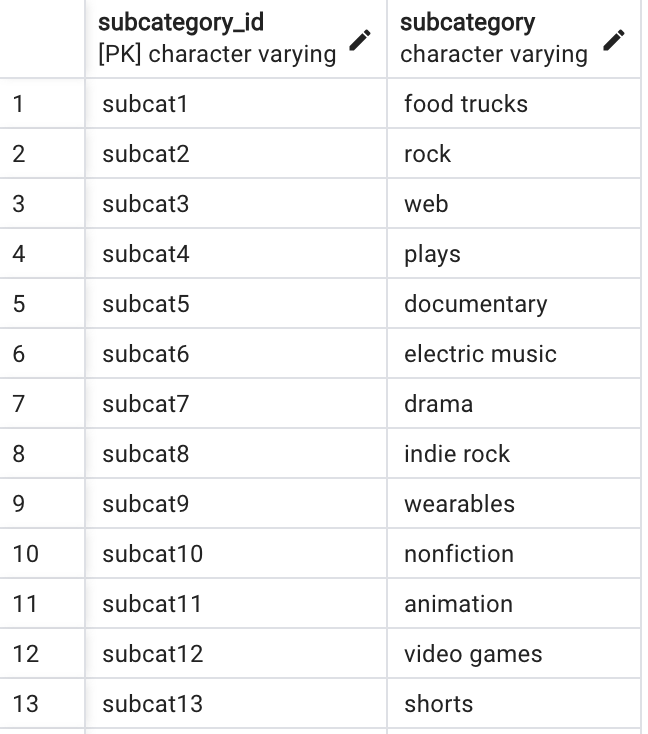 subcategory_id subcategory
[PK] character varying character varying
1 subcat1 food trucks
2 subcat2 rock
3 subcat3 web
4 subcat4 plays
5 subcat5 documentary
6 subcat6 electric music
7 subcat7 drama
8 subcat8 indie rock
9 subcat9 wearables
10 subcat10 nonfiction
11 subcat11 animation
12 subcat12 video games
13 subcat13 shorts